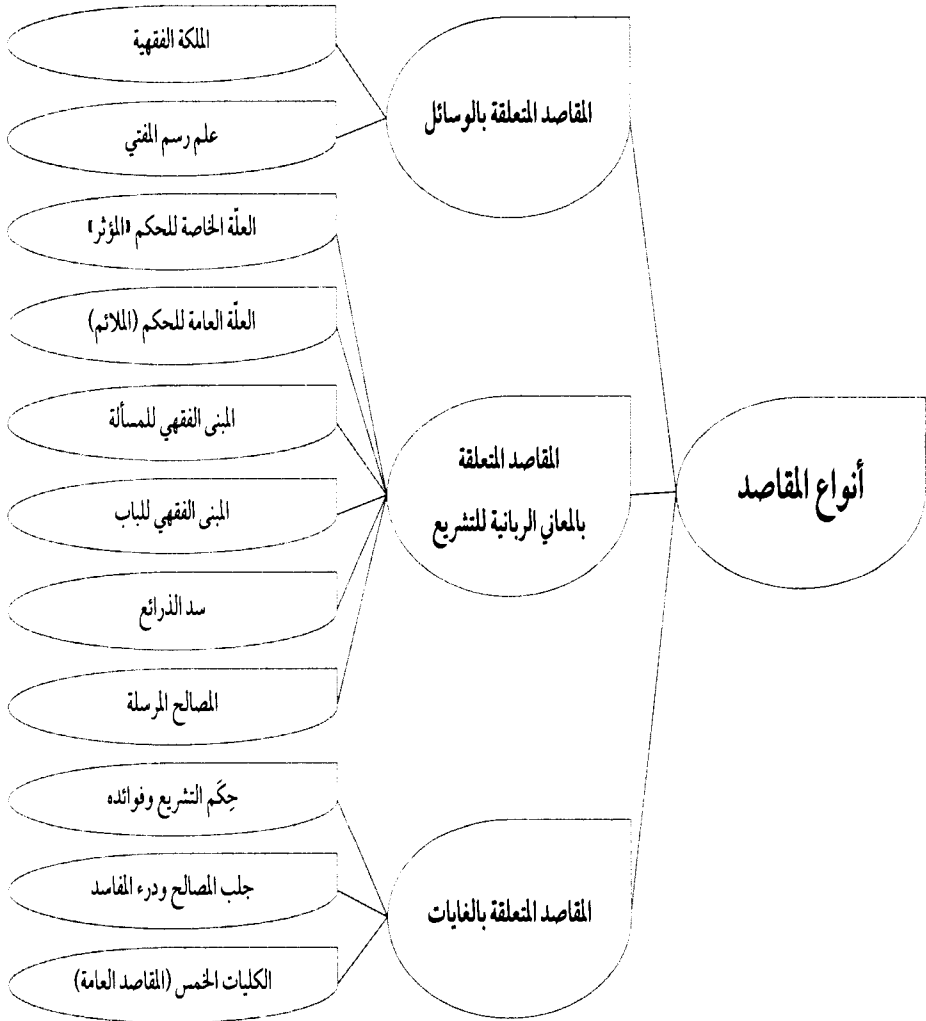 أنواع المقاصد
المقاصد المتعلقة بالوسائل
الملكة الفقهية
علم رسم المفتي
المقاصد المتعلقة
بالمعاني الربانية للتشريع
العلّة الخاصة للحكم (المؤثر)
العلّة العامة للحكم (الملائم)
المبنى الفقهي للمسألة
المبنى الفقهي للباب
سد الذرائع
المصالح المرسلة
المقاصد المتعلقة بالغايات
حِكَم التشريع وفوائده
جلب المصالح ودرء المفاسد
الكليات الخمس (المقاصد العامة)